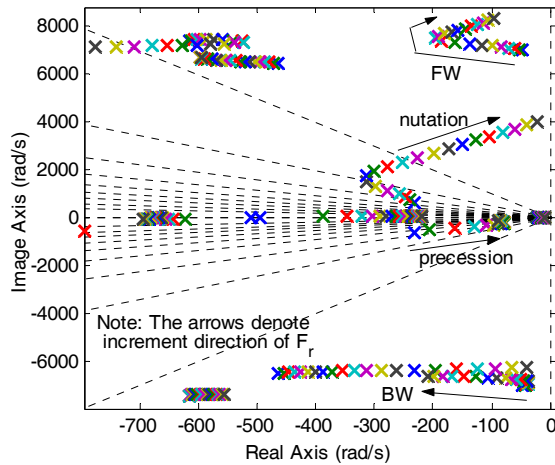 8000
6000
4000
2000
0
-2000
-4000
-6000
Image Axis (rad/s)
FW
nutation
precession
Note: The arrows denote
increment direction of Fr
BW
-700 -600 -500 -400 -300 -200 -100 0
Real Axis (rad/s)